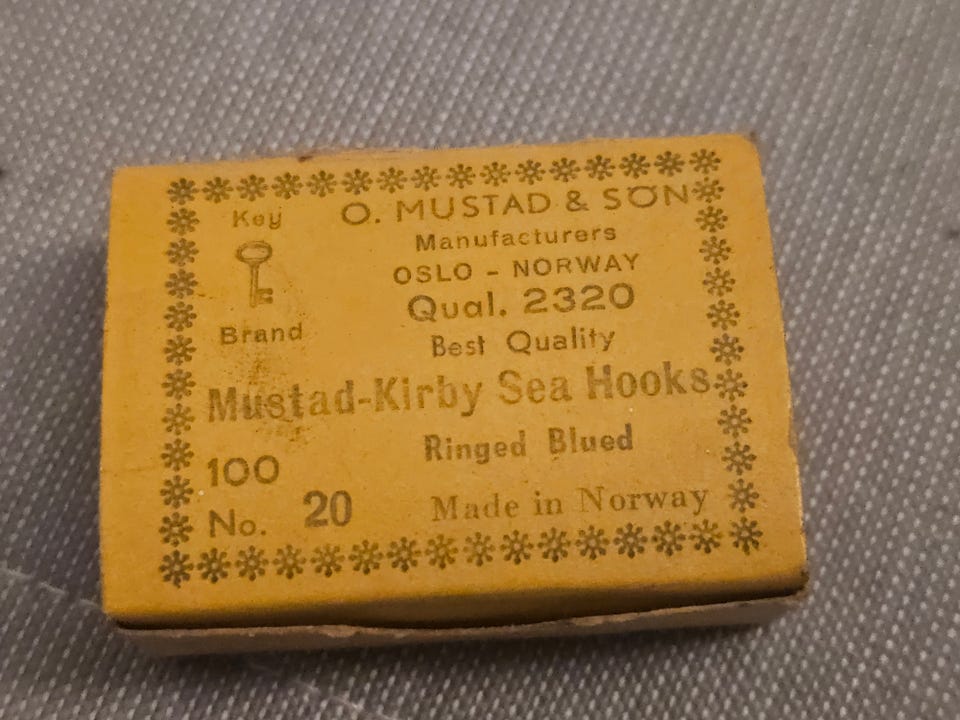 Key
O. MUSTAD & SÖN
Manufacturers
OSLO - NORWAY
Qual. 2320
Brand
Best Quality
Mustad-Kirby Sea Hooks
Ringed Blued
100
No. 20
Made in Norway